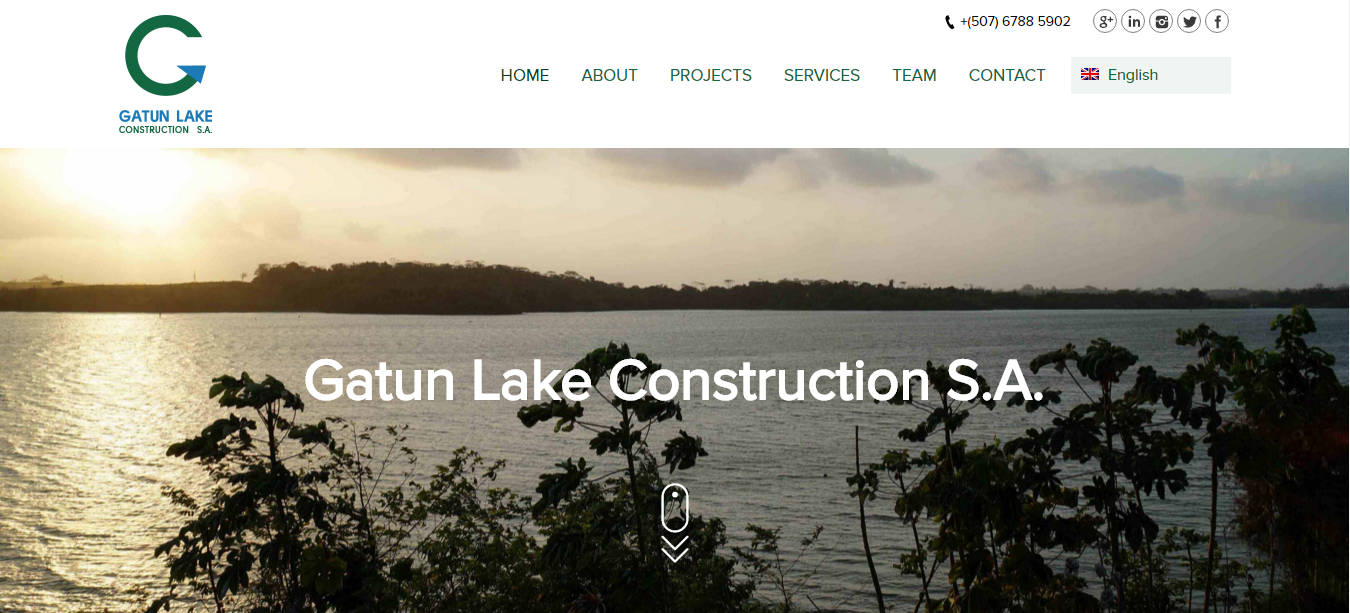 +(507) 6788 5902
HOME ABOUT PROJECTS SERVICES TEAM CONTACT English
GATUN LAKE
CONSTRUCTION S.A.
Gatun Lake Construction S.A.